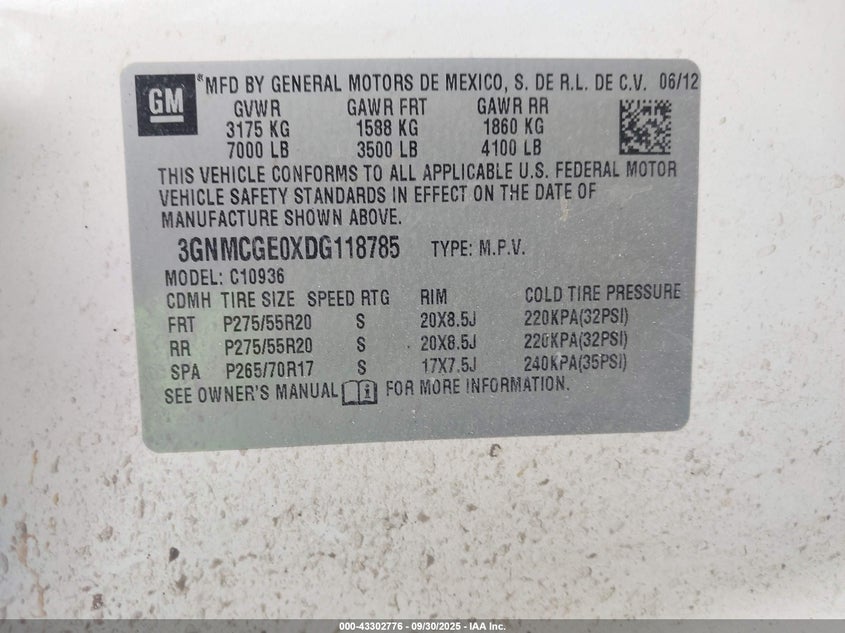 GM
®MFD BY GENERAL MOTORS DE MEXICO, S. DE R.L. DE C.V. 06/12
GVWR GAWR FRT GAWR RR
3175 KG 1588 KG 1860 KG
7000 LB 3500 LB 4100 LB
THIS VEHICLE CONFORMS TO ALL APPLICABLE U.S. FEDERAL MOTOR
VEHICLE SAFETY STANDARDS IN EFFECT ON THE DATE OF
MANUFACTURE SHOWN ABOVE.
3GNMCGE0XDG118785 TYPE: M.P.V.
MODEL: C10936
CDMH TIRE SIZE SPEED RTG RIM COLD TIRE PRESSURE
FRT P275/55R20 S 20X8.5J 220KPA(32PSI)
RR P275/55R20 S 20X8.5J 220KPA(32PSI)
SPA P265/70R17 S 17X7.5J 240KPA(35PSI)
SEE OWNER'S MANUAL FOR MORE INFORMATION.
000-43302776 - 09/30/2025 - IAA Inc.